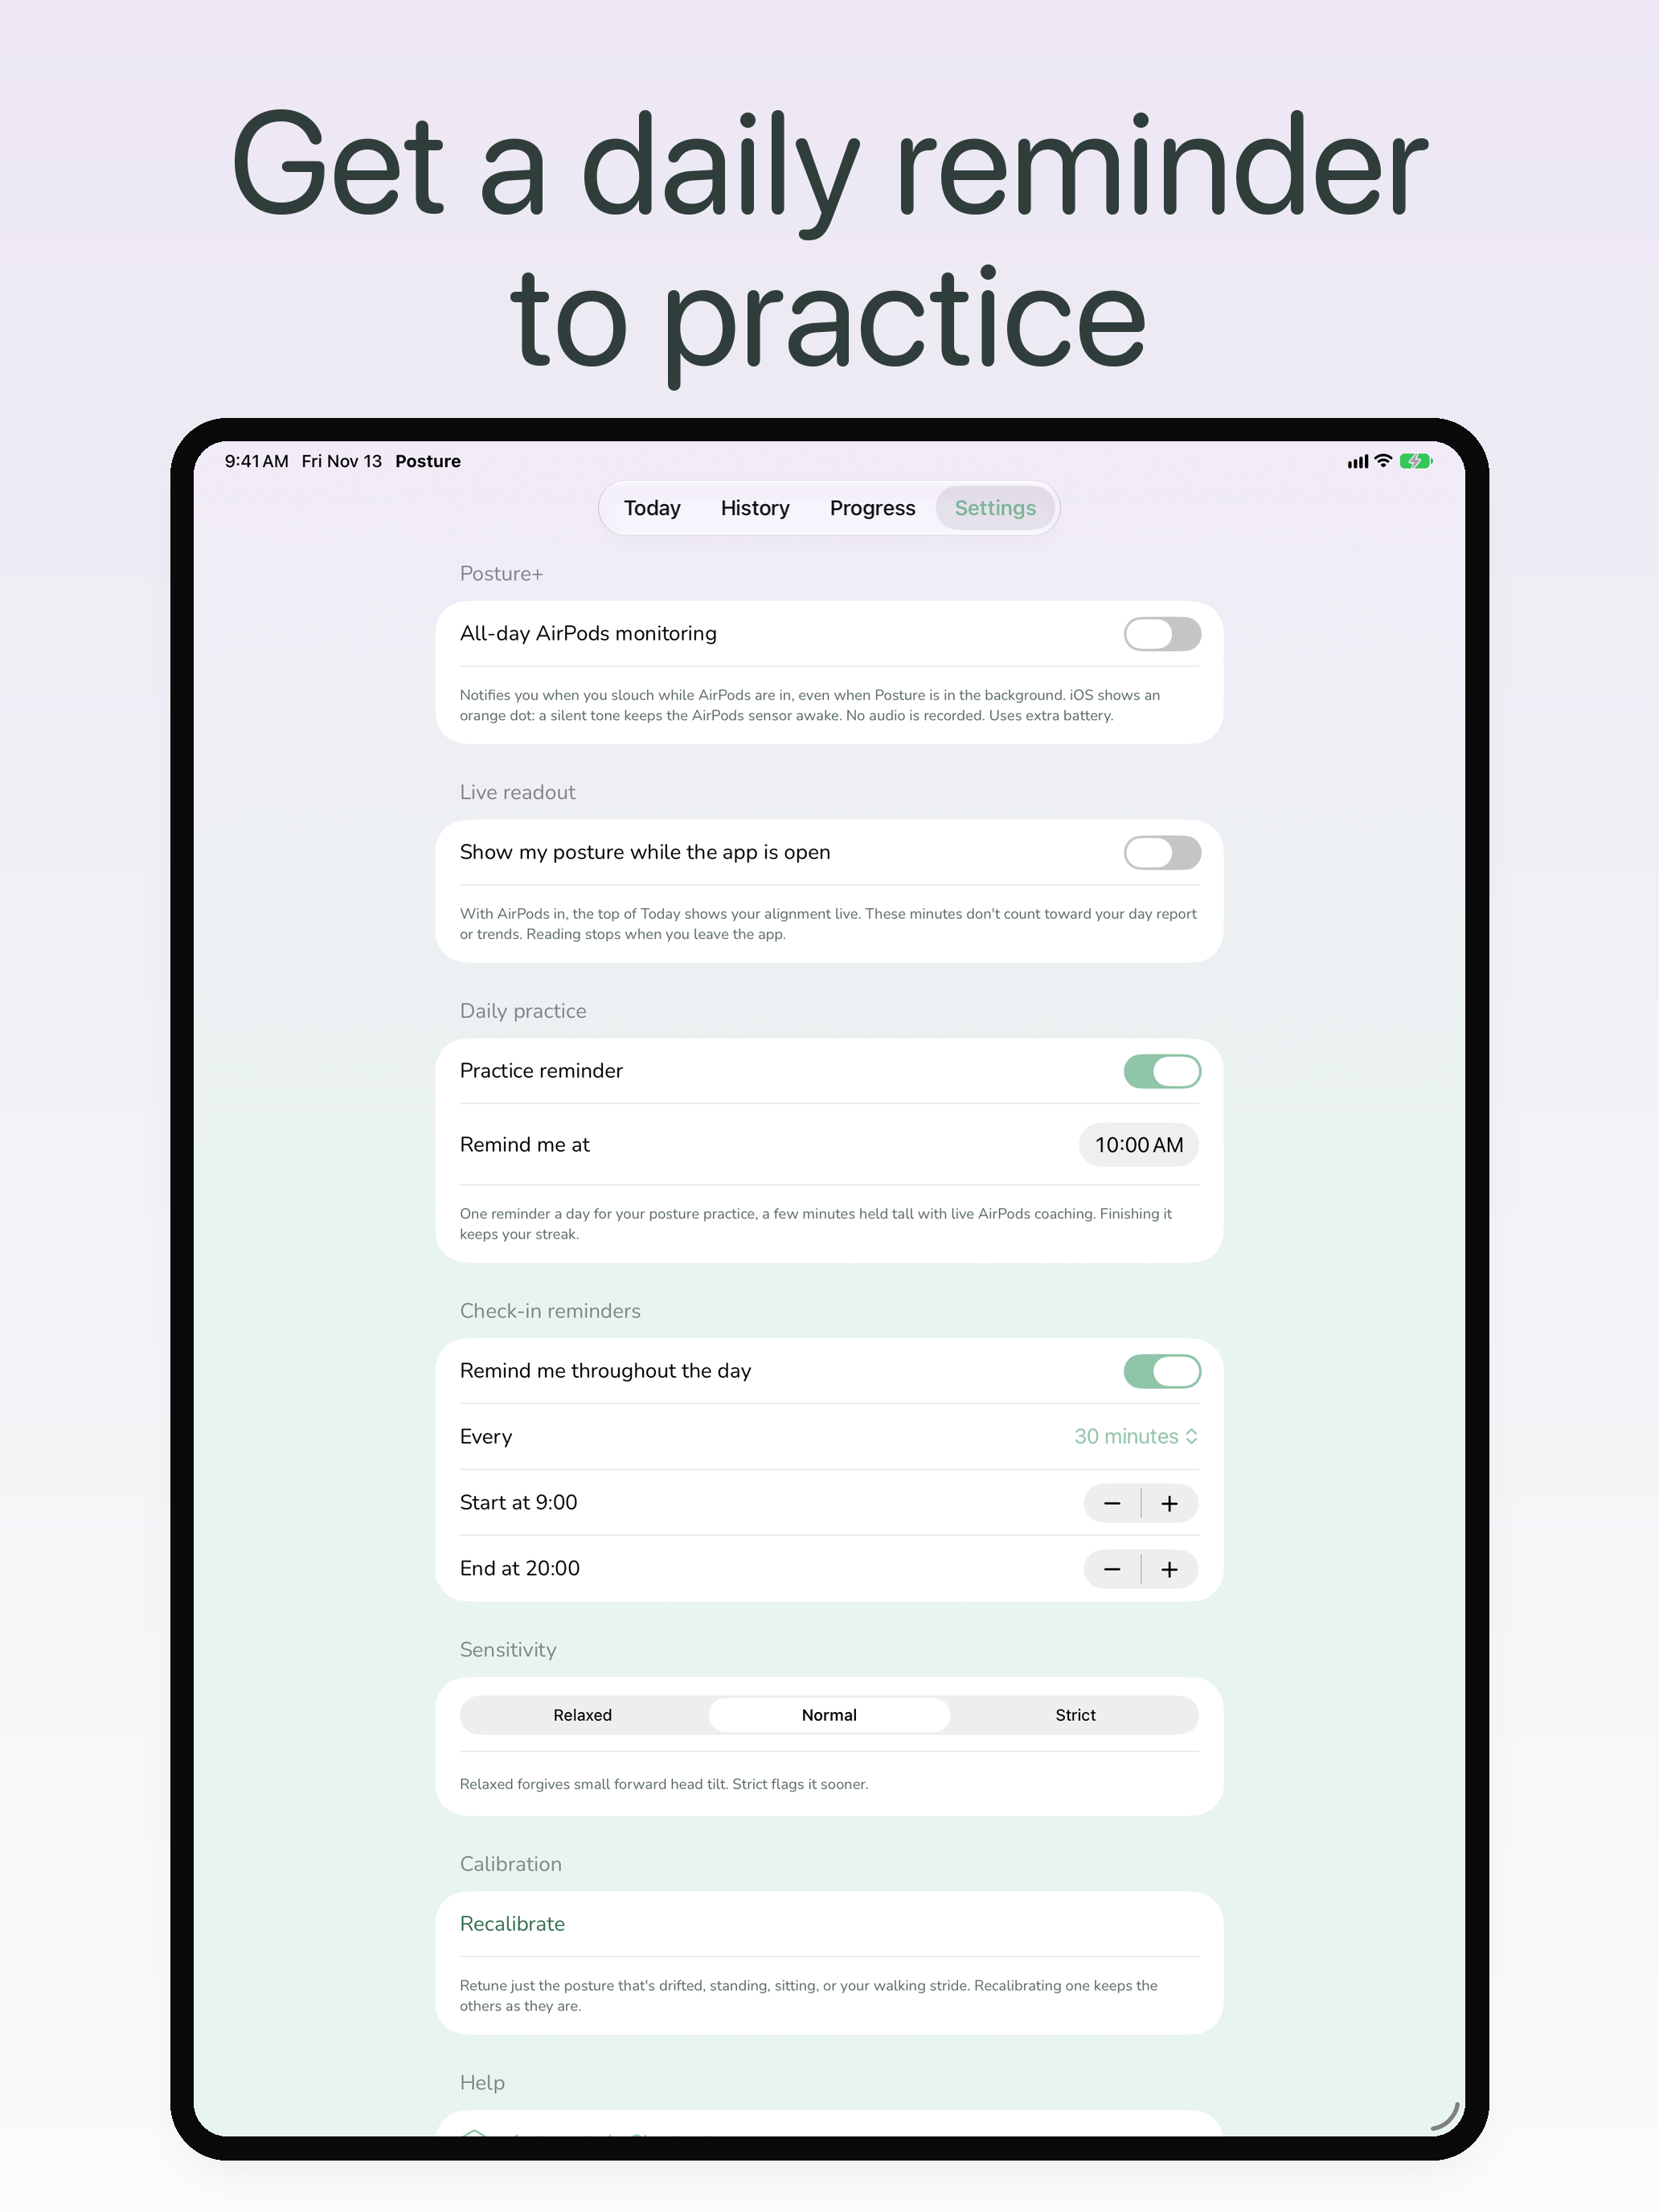 Get a daily reminder
to practice
9:41 AM Fri Nov 13 Posture
Today History Progress Settings
Posture+
All-day AirPods monitoring
Notifies you when you slouch while AirPods are in, even when Posture is in the background. iOS shows an
orange dot: a silent tone keeps the AirPods sensor awake. No audio is recorded. Uses extra battery.
Live readout
Show my posture while the app is open
With AirPods in, the top of Today shows your alignment live. These minutes don't count toward your day report
or trends. Reading stops when you leave the app.
Daily practice
Practice reminder
Remind me at 10:00 AM
One reminder a day for your posture practice, a few minutes held tall with live AirPods coaching. Finishing it
keeps your streak.
Check-in reminders
Remind me throughout the day
Every 30 minutes
Start at 9:00
End at 20:00
Sensitivity
Relaxed Normal Strict
Relaxed forgives small forward head tilt. Strict flags it sooner.
Calibration
Recalibrate
Retune just the posture that's drifted, standing, sitting, or your walking stride. Recalibrating one keeps the
others as they are.
Help